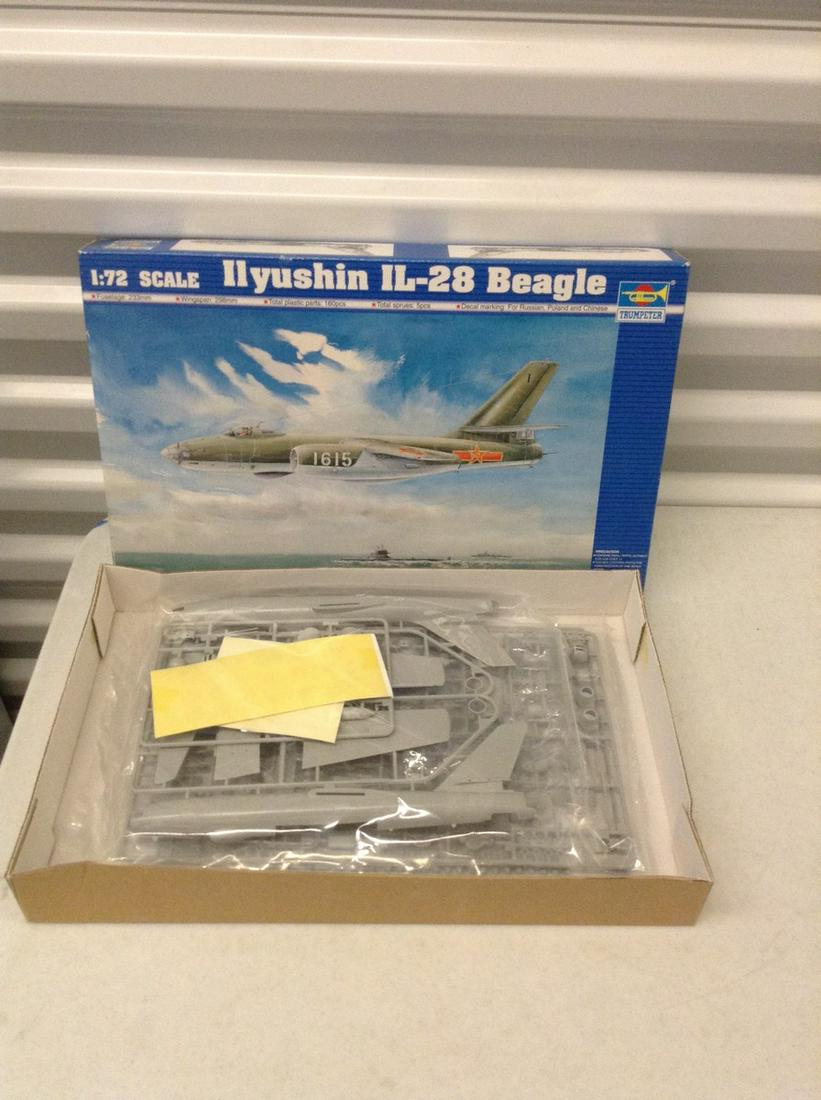 1:72 SCALE Ilyushin IL-28 Beagle
★Fuselage: 233mm ★Wingspan: 298mm ★Total plastic parts: 160pcs ★Total sprues: 5pcs ★Decal marking: For Russian, Poland and Chinese
TRUMPETER
1
1615